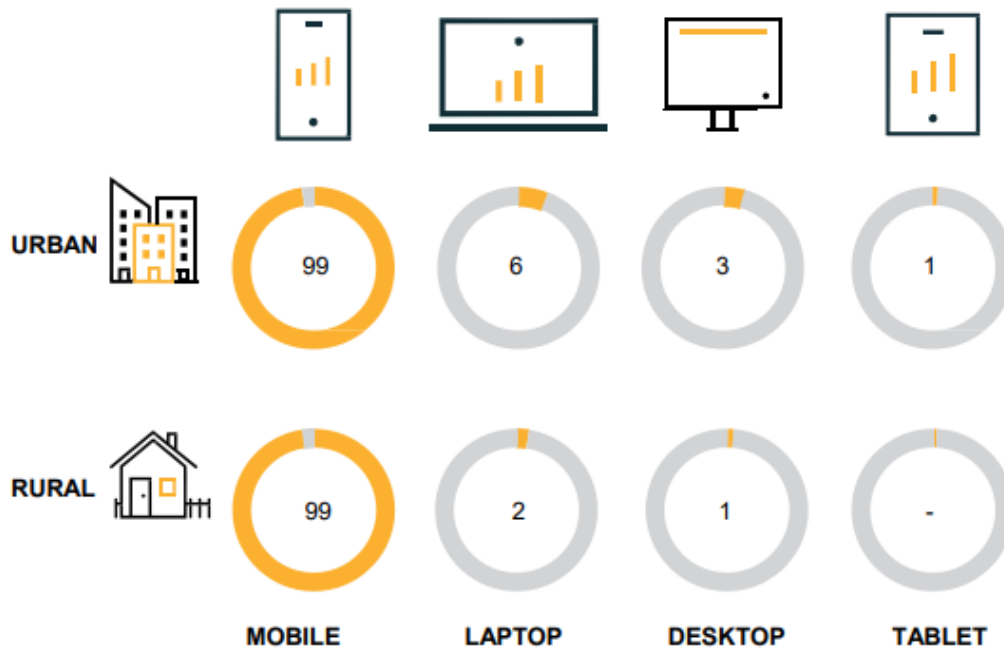 URBAN
99 6 3 1
RURAL
99 2 1 -
MOBILE LAPTOP DESKTOP TABLET